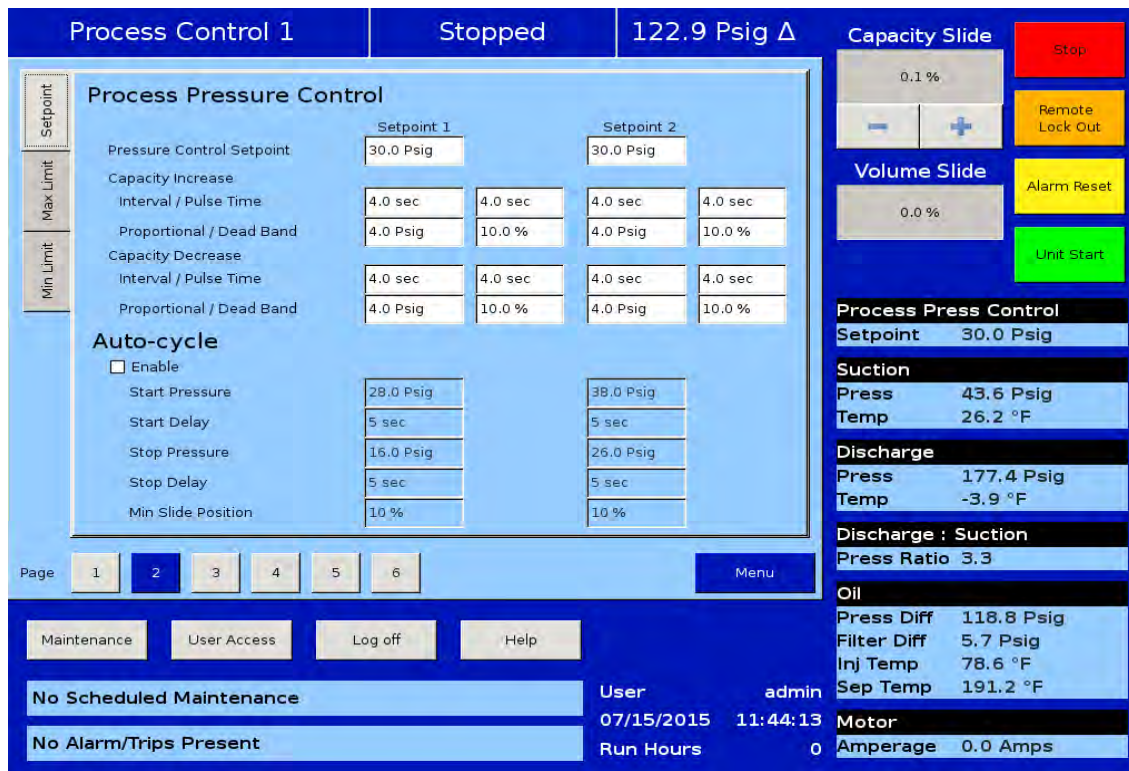 Process Control 1 Stopped 122.9 Psig Δ
Setpoint
Max Limit
Min Limit
Process Pressure Control
Setpoint 1 Setpoint 2
Pressure Control Setpoint 30.0 Psig 30.0 Psig
Capacity Increase
Interval / Pulse Time 4.0 sec 4.0 sec 4.0 sec 4.0 sec
Proportional / Dead Band 4.0 Psig 10.0 % 4.0 Psig 10.0 %
Capacity Decrease
Interval / Pulse Time 4.0 sec 4.0 sec 4.0 sec 4.0 sec
Proportional / Dead Band 4.0 Psig 10.0 % 4.0 Psig 10.0 %
Auto-cycle
Enable
Start Pressure 28.0 Psig 38.0 Psig
Start Delay 5 sec 5 sec
Stop Pressure 16.0 Psig 26.0 Psig
Stop Delay 5 sec 5 sec
Min Slide Position 10 % 10 %
Page 1 2 3 4 5 6 Menu
Maintenance User Access Log off Help
No Scheduled Maintenance
No Alarm/Trips Present
User admin
07/15/2015 11:44:13
Run Hours 0
Capacity Slide
0.1 %
− +
Volume Slide
0.0 %
Stop
Remote
Lock Out
Alarm Reset
Unit Start
Process Press Control
Setpoint 30.0 Psig
Suction
Press 43.6 Psig
Temp 26.2 °F
Discharge
Press 177.4 Psig
Temp -3.9 °F
Discharge : Suction
Press Ratio 3.3
Oil
Press Diff 118.8 Psig
Filter Diff 5.7 Psig
Inj Temp 78.6 °F
Sep Temp 191.2 °F
Motor
Amperage 0.0 Amps